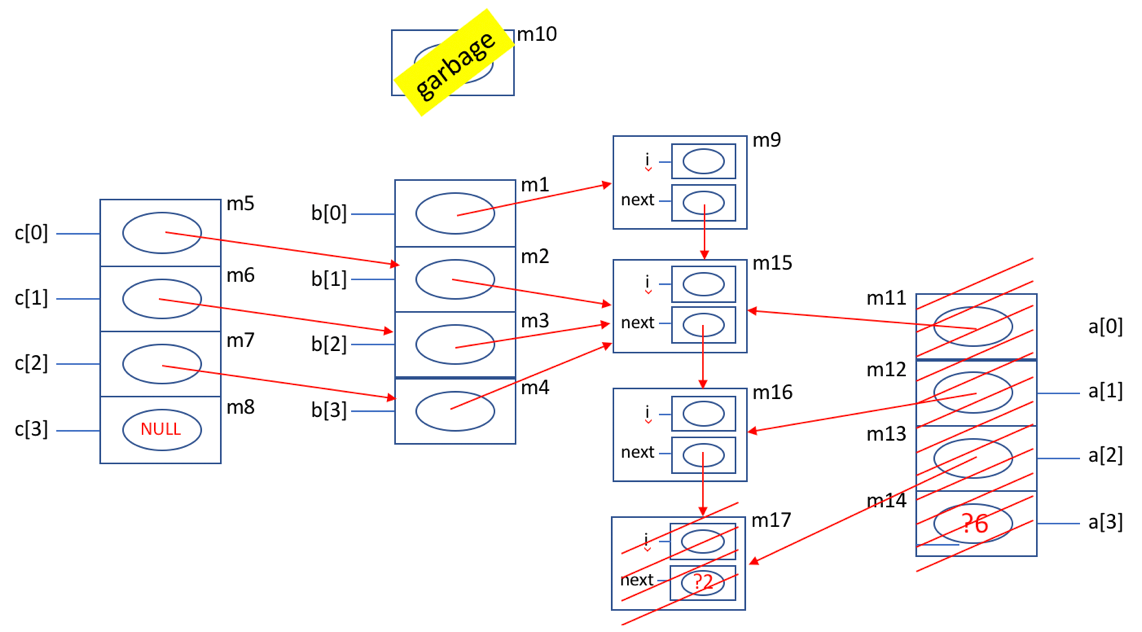 m10
garbage
m9
i
next
m5
c[0]
m6
c[1]
m7
c[2]
m8
c[3]
NULL
m1
b[0]
m2
b[1]
m3
b[2]
m4
b[3]
m15
i
next
m16
i
next
m17
i
next
?2
m11
a[0]
m12
a[1]
m13
a[2]
m14
?6
a[3]